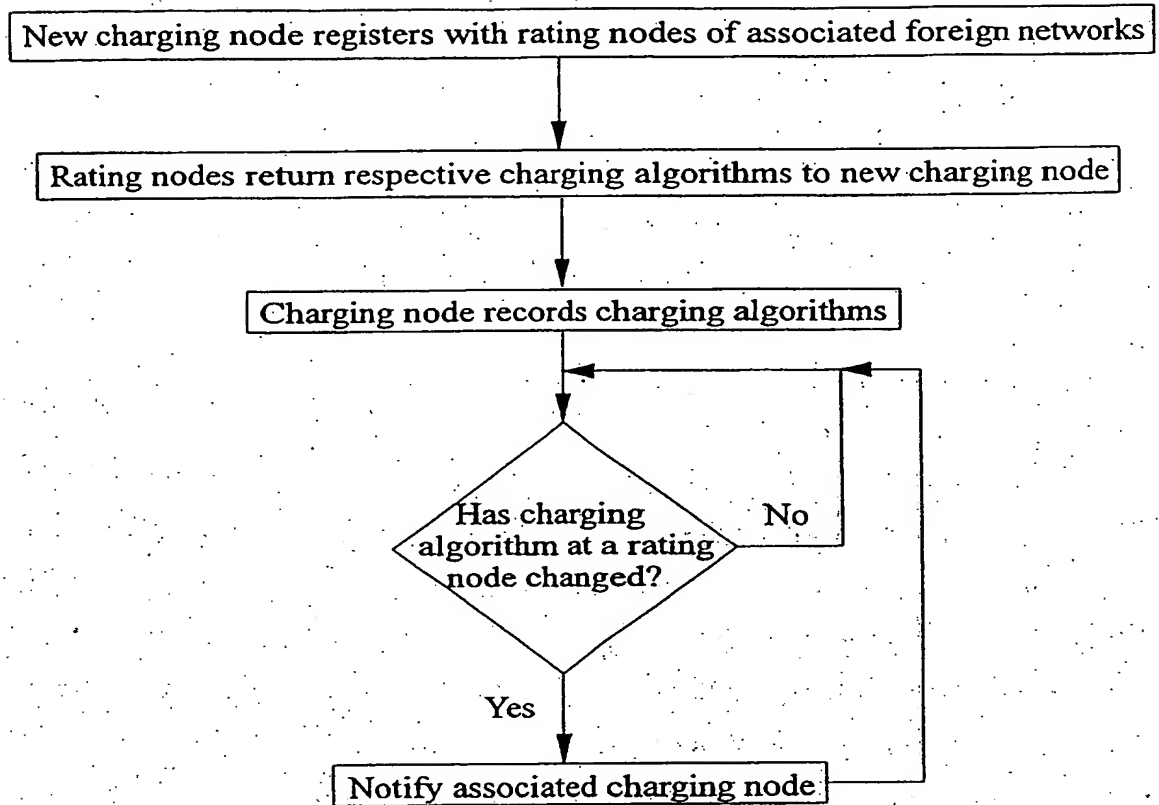 New charging node registers with rating nodes of associated foreign networks
Rating nodes return respective charging algorithms to new charging node
Charging node records charging algorithms
Has charging
algorithm at a rating
node changed?
No
Yes
Notify associated charging node